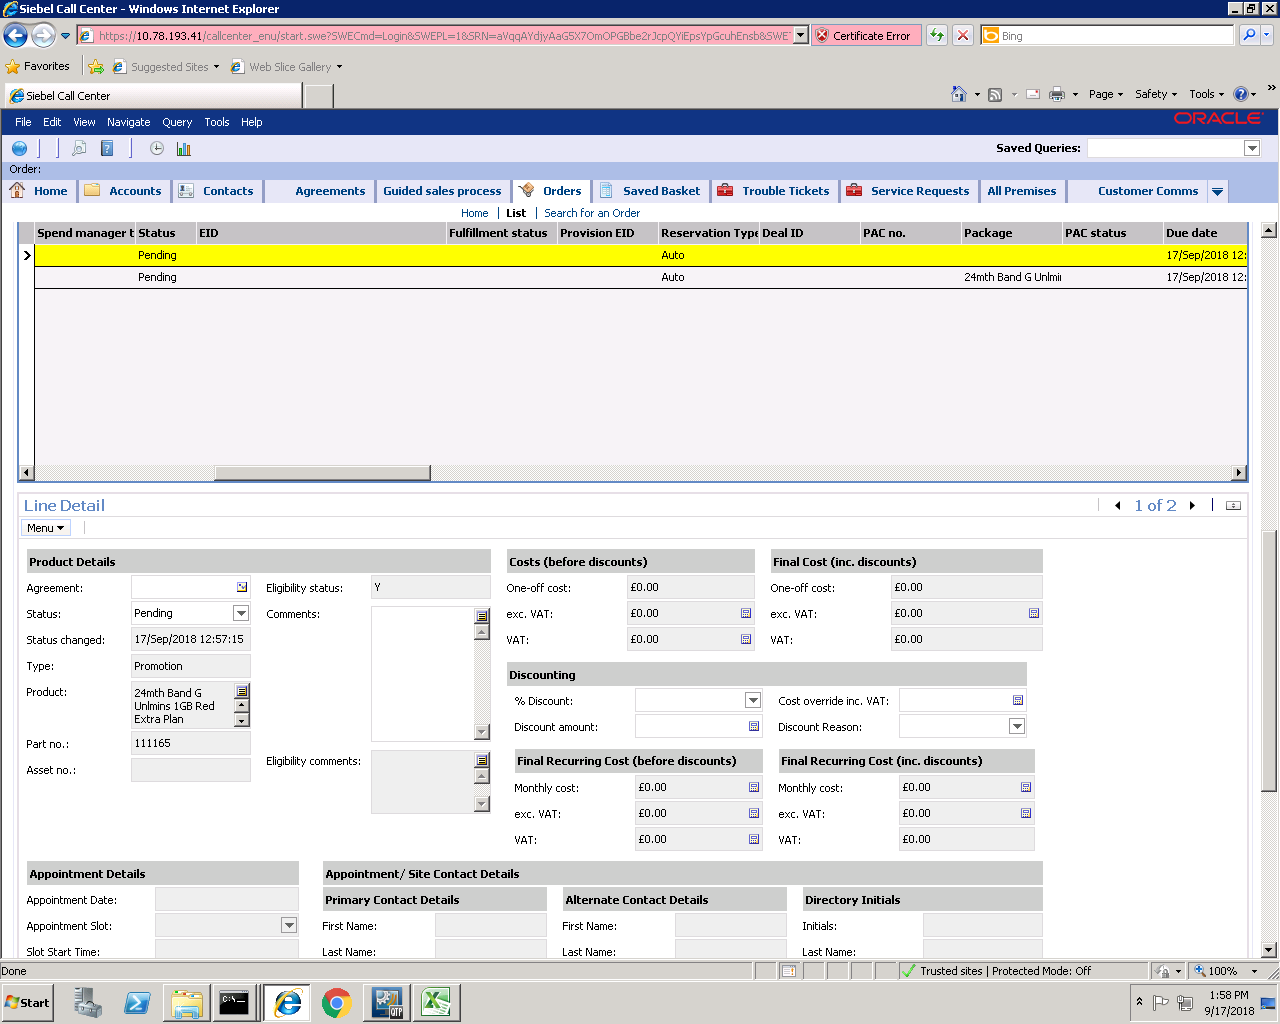 Siebel Call Center - Windows Internet Explorer
https://10.78.193.41/callcenter_enu/start.swe?SWECmd=Login&SWEPL=1&SRN=aVqqAYdjyAaG5X7OmOPGBbe2rJcpQYiEpsYpGcuhEnsb&SWE Certificate Error Bing
Favorites Suggested Sites Web Slice Gallery
Siebel Call Center Page Safety Tools
File Edit View Navigate Query Tools Help ORACLE
Saved Queries:
Order:
Home Accounts Contacts Agreements Guided sales process Orders Saved Basket Trouble Tickets Service Requests All Premises Customer Comms
Home List Search for an Order
Spend manager t Status EID Fulfillment status Provision EID Reservation Type Deal ID PAC no. Package PAC status Due date
Pending Auto 17/Sep/2018 12:
Pending Auto 24mth Band G Unlmi 17/Sep/2018 12:
Line Detail 1 of 2
Menu
Product Details Costs (before discounts) Final Cost (inc. discounts)
Agreement: Eligibility status: Y One-off cost: £0.00 One-off cost: £0.00
Status: Pending Comments: exc. VAT: £0.00 exc. VAT: £0.00
Status changed: 17/Sep/2018 12:57:15 VAT: £0.00 VAT: £0.00
Type: Promotion Discounting
Product: 24mth Band G % Discount: Cost override inc. VAT:
Unlmins 1GB Red
Extra Plan Discount amount: Discount Reason:
Part no.: 111165
Asset no.: Eligibility comments: Final Recurring Cost (before discounts) Final Recurring Cost (inc. discounts)
Monthly cost: £0.00 Monthly cost: £0.00
exc. VAT: £0.00 exc. VAT: £0.00
VAT: £0.00 VAT: £0.00
Appointment Details Appointment/ Site Contact Details
Appointment Date: Primary Contact Details Alternate Contact Details Directory Initials
Appointment Slot: First Name: First Name: Initials:
Slot Start Time: Last Name: Last Name: Last Name:
Done Trusted sites | Protected Mode: Off 100%
Start C:\ QTP 1:58 PM
9/17/2018